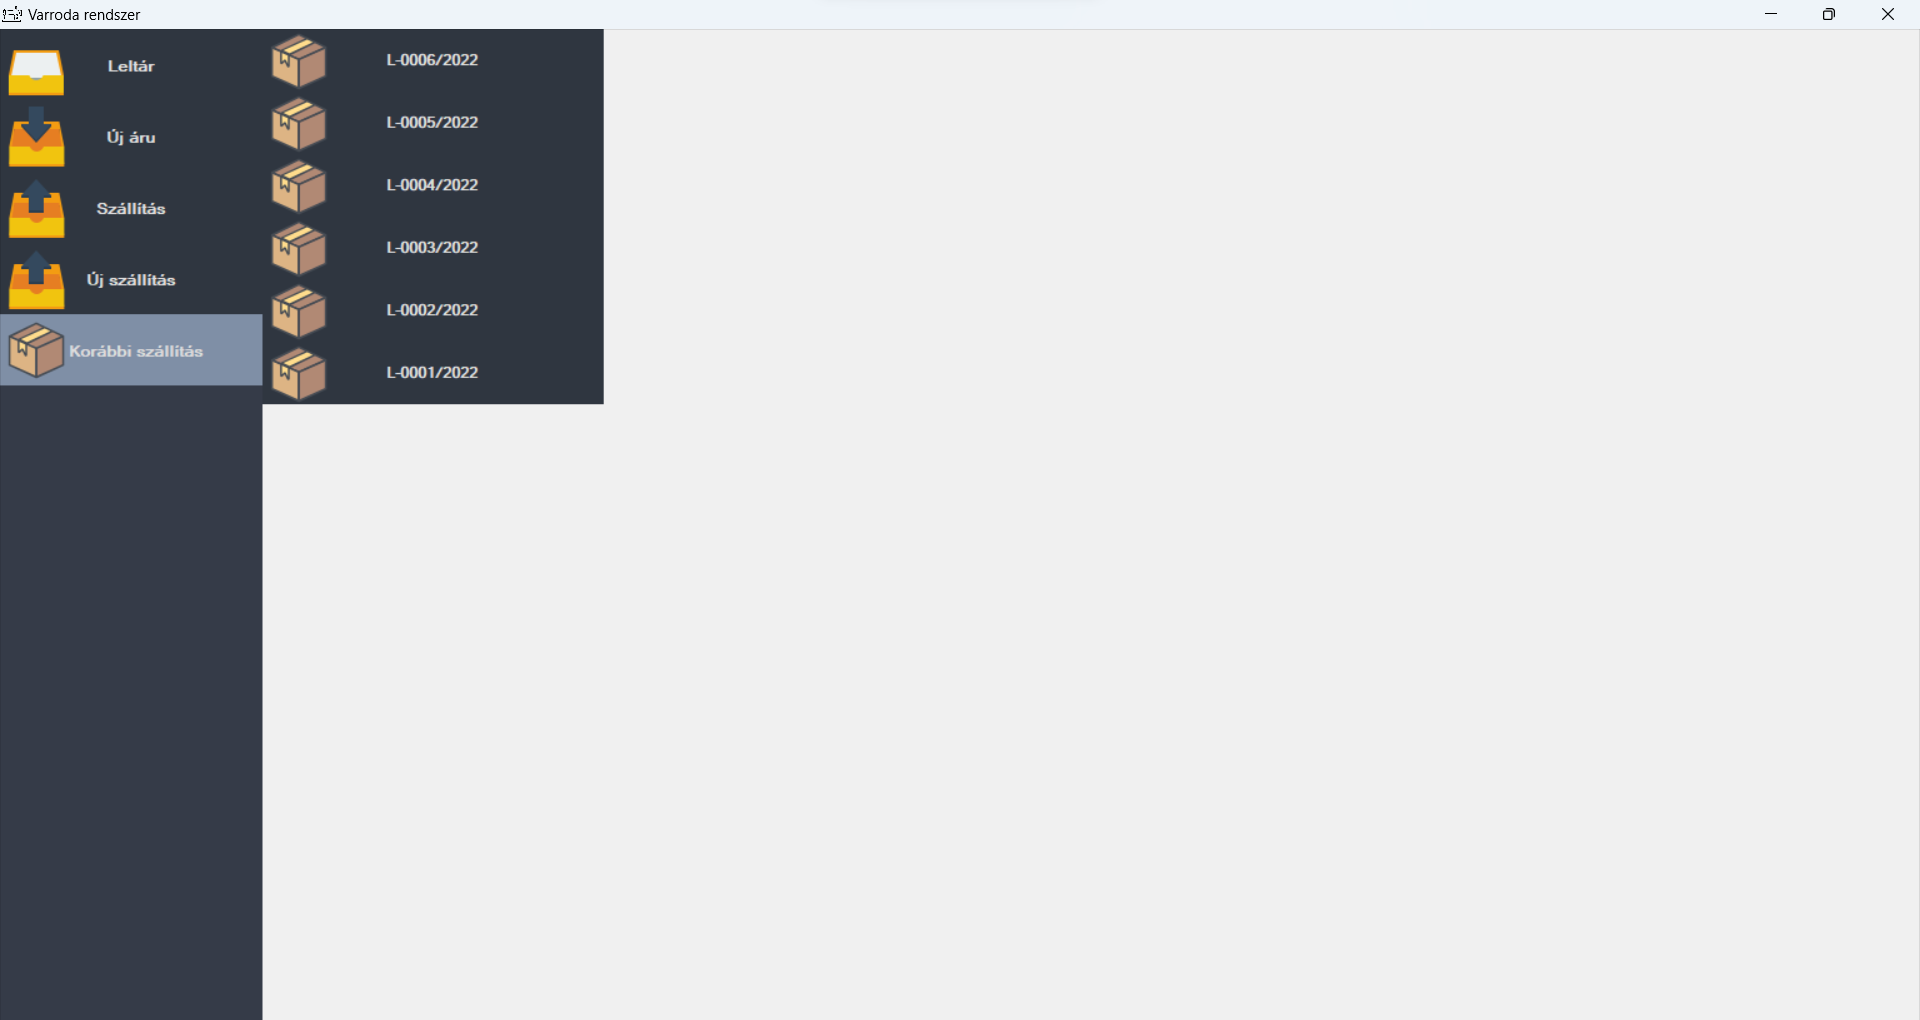 Varroda rendszer
Leltár
Új áru
Szállítás
Új szállítás
Korábbi szállítás
L-0006/2022
L-0005/2022
L-0004/2022
L-0003/2022
L-0002/2022
L-0001/2022